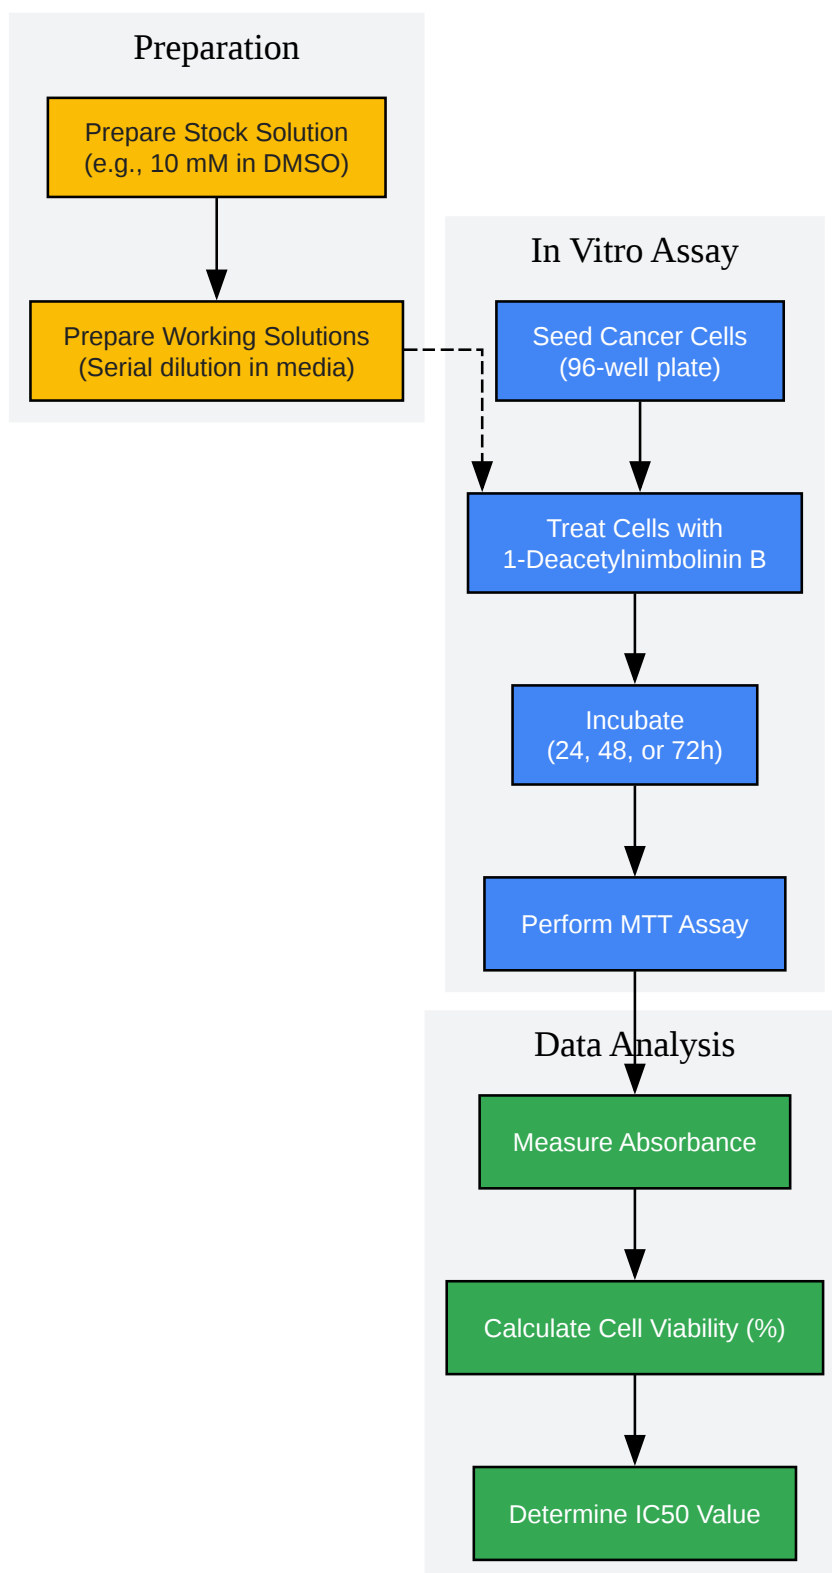 Preparation
Prepare Stock Solution
(e.g., 10 mM in DMSO)
Prepare Working Solutions
(Serial dilution in media)
In Vitro Assay
Seed Cancer Cells
(96-well plate)
Treat Cells with
1-Deacetylnimbolinin B
Incubate
(24, 48, or 72h)
Perform MTT Assay
Data Analysis
Measure Absorbance
Calculate Cell Viability (%)
Determine IC50 Value